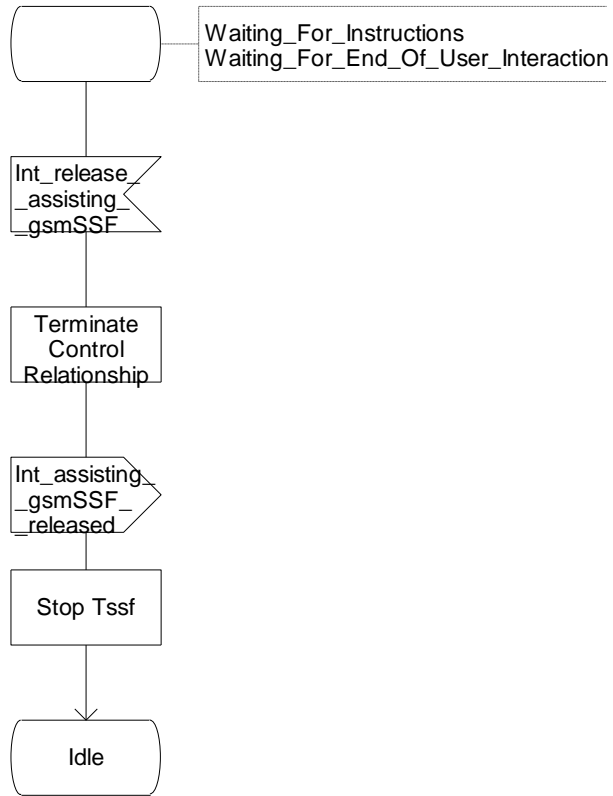 Waiting_For_Instructions
Waiting_For_End_Of_User_Interaction
Int_release_
_assisting_
_gsmSSF
Terminate
Control
Relationship
Int_assisting_
_gsmSSF_
_released
Stop Tssf
Idle